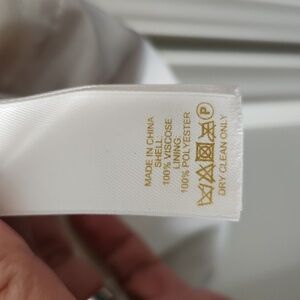 MADE IN CHINA
SHELL:
100% VISCOSE
LINING:
100% POLYESTER
P
DRY CLEAN ONLY